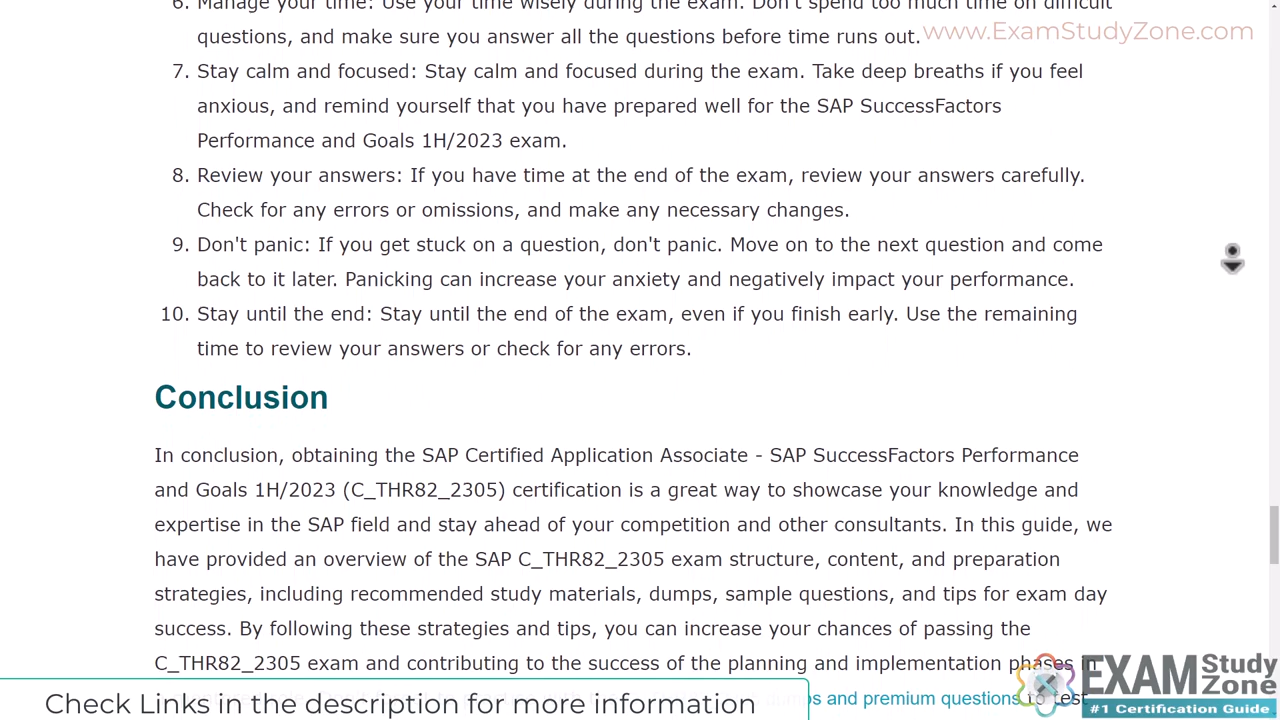 6. Manage your time: Use your time wisely during the exam. Don't spend too much time on difficult
questions, and make sure you answer all the questions before time runs out.
www.ExamStudyZone.com
7. Stay calm and focused: Stay calm and focused during the exam. Take deep breaths if you feel
anxious, and remind yourself that you have prepared well for the SAP SuccessFactors
Performance and Goals 1H/2023 exam.
8. Review your answers: If you have time at the end of the exam, review your answers carefully.
Check for any errors or omissions, and make any necessary changes.
9. Don't panic: If you get stuck on a question, don't panic. Move on to the next question and come
back to it later. Panicking can increase your anxiety and negatively impact your performance.
10. Stay until the end: Stay until the end of the exam, even if you finish early. Use the remaining
time to review your answers or check for any errors.
Conclusion
In conclusion, obtaining the SAP Certified Application Associate - SAP SuccessFactors Performance
and Goals 1H/2023 (C_THR82_2305) certification is a great way to showcase your knowledge and
expertise in the SAP field and stay ahead of your competition and other consultants. In this guide, we
have provided an overview of the SAP C_THR82_2305 exam structure, content, and preparation
strategies, including recommended study materials, dumps, sample questions, and tips for exam day
success. By following these strategies and tips, you can increase your chances of passing the
C_THR82_2305 exam and contributing to the success of the planning and implementation phases in
and premium questions to test
Check Links in the description for more information
EXAM Study Zone
#1 Certification Guide